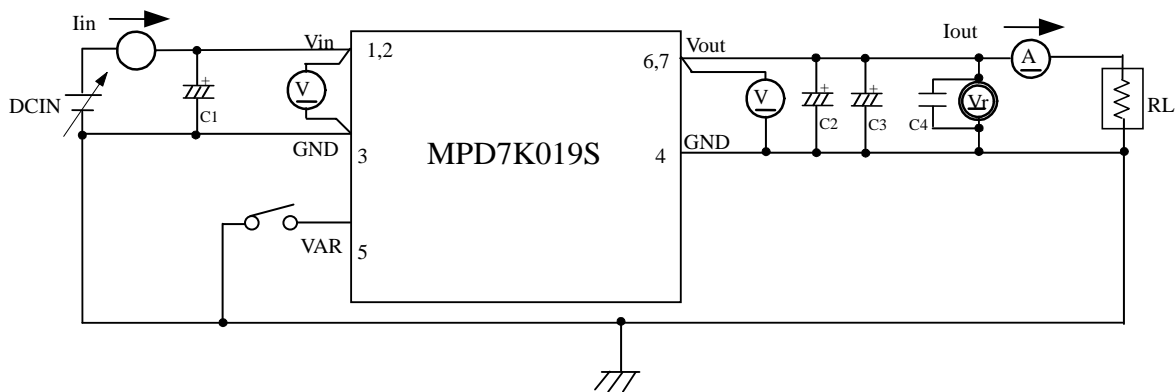 Iin
Iout
Vin
1,2
Vout
6,7
A
DCIN
+
C1
V
V
+
C2
+
C3
C4
Vr
RL
GND
3
MPD7K019S
4
GND
VAR
5